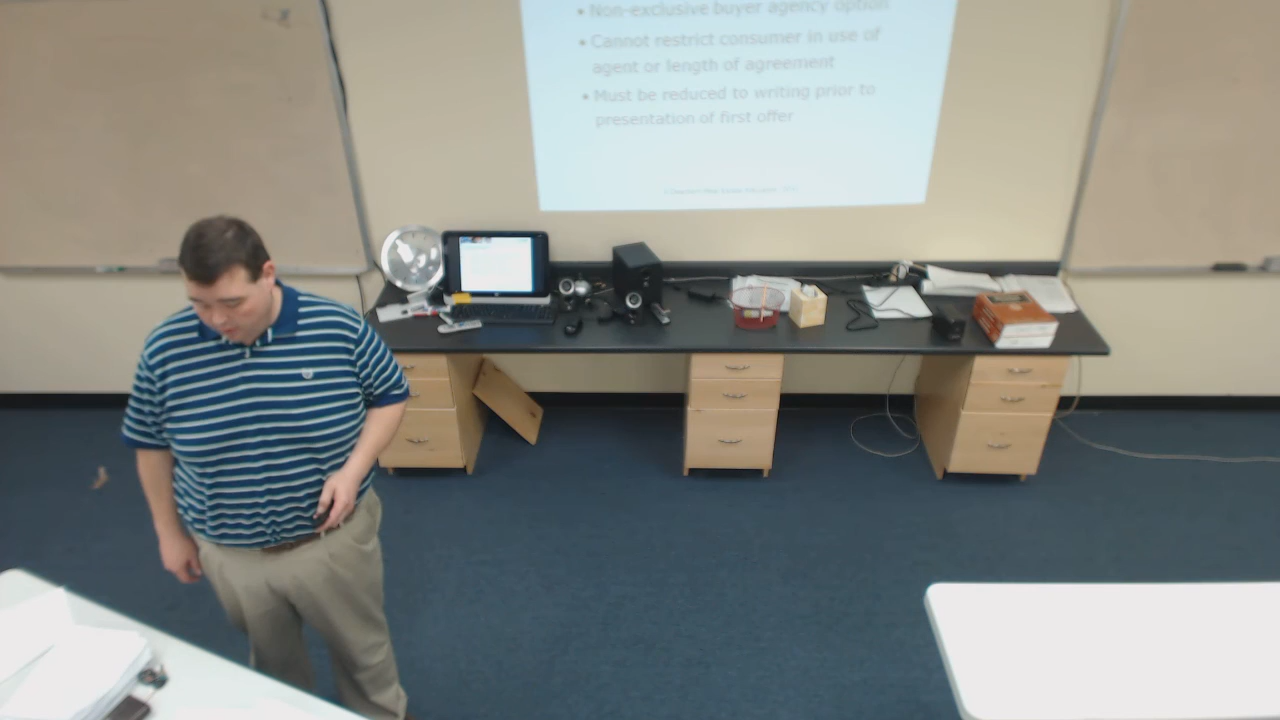 • Non-exclusive buyer agency option
• Cannot restrict consumer in use of
agent or length of agreement
• Must be reduced to writing prior to
presentation of first offer